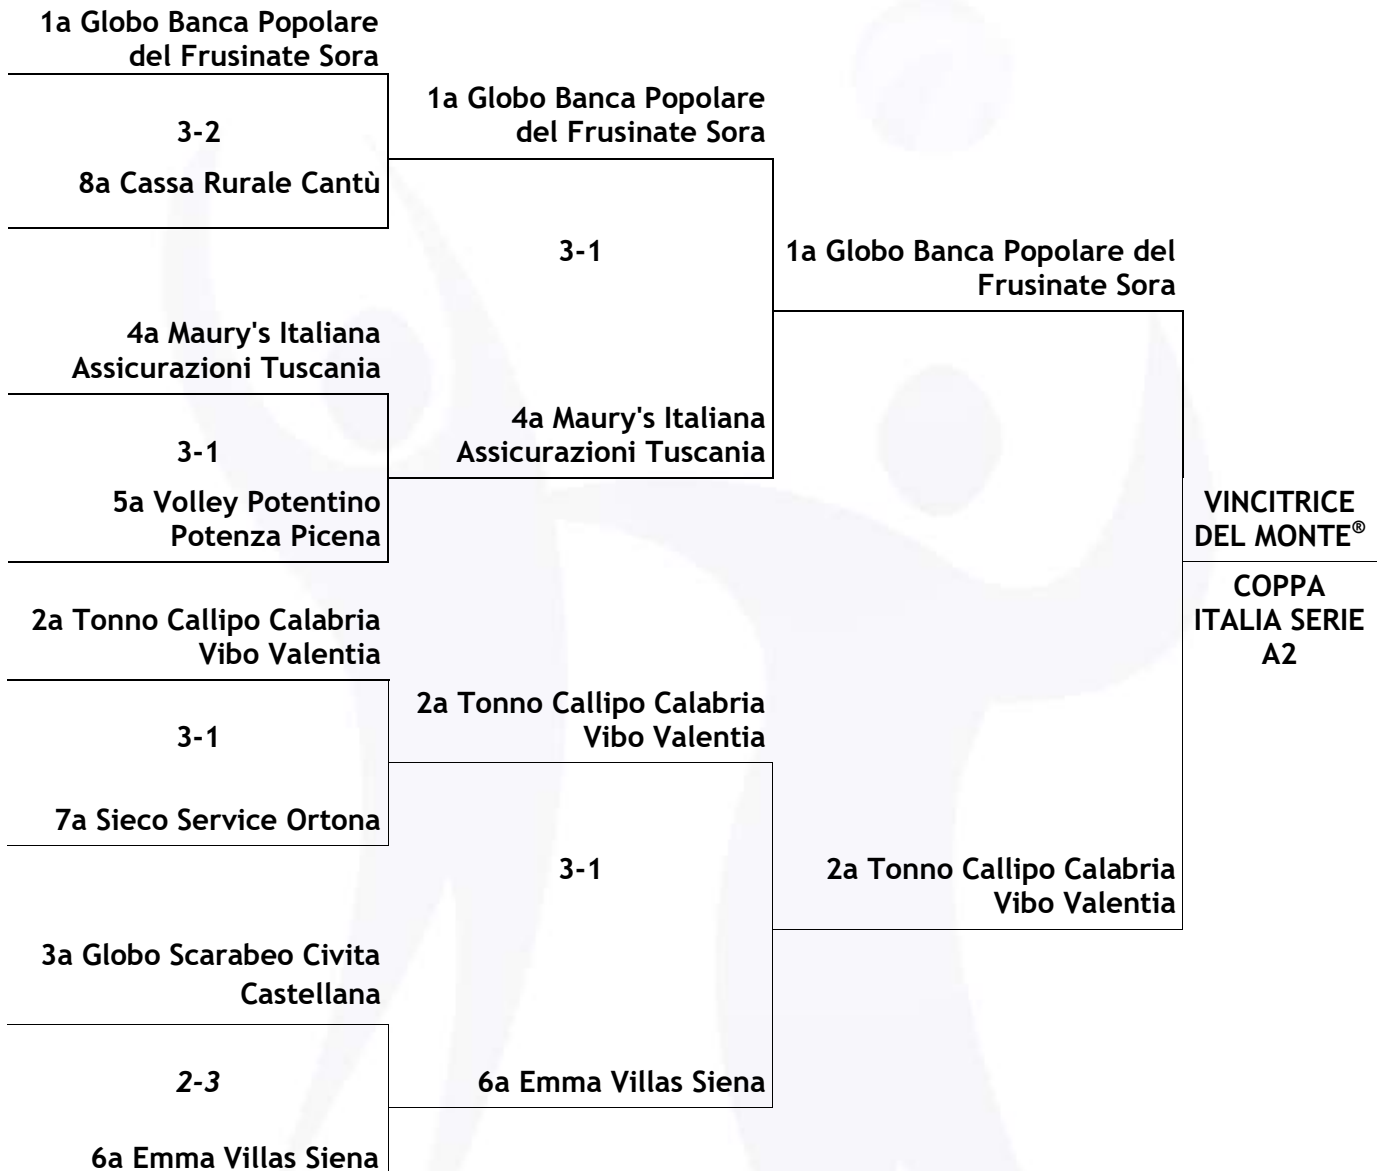 1a Globo Banca Popolare
del Frusinate Sora
3-2
8a Cassa Rurale Cantù
4a Maury's Italiana
Assicurazioni Tuscania
3-1
5a Volley Potentino
Potenza Picena
2a Tonno Callipo Calabria
Vibo Valentia
3-1
7a Sieco Service Ortona
3a Globo Scarabeo Civita
Castellana
2-3
6a Emma Villas Siena
1a Globo Banca Popolare
del Frusinate Sora
3-1
4a Maury's Italiana
Assicurazioni Tuscania
2a Tonno Callipo Calabria
Vibo Valentia
3-1
6a Emma Villas Siena
1a Globo Banca Popolare del
Frusinate Sora
2a Tonno Callipo Calabria
Vibo Valentia
VINCITRICE
DEL MONTE®
COPPA
ITALIA SERIE
A2